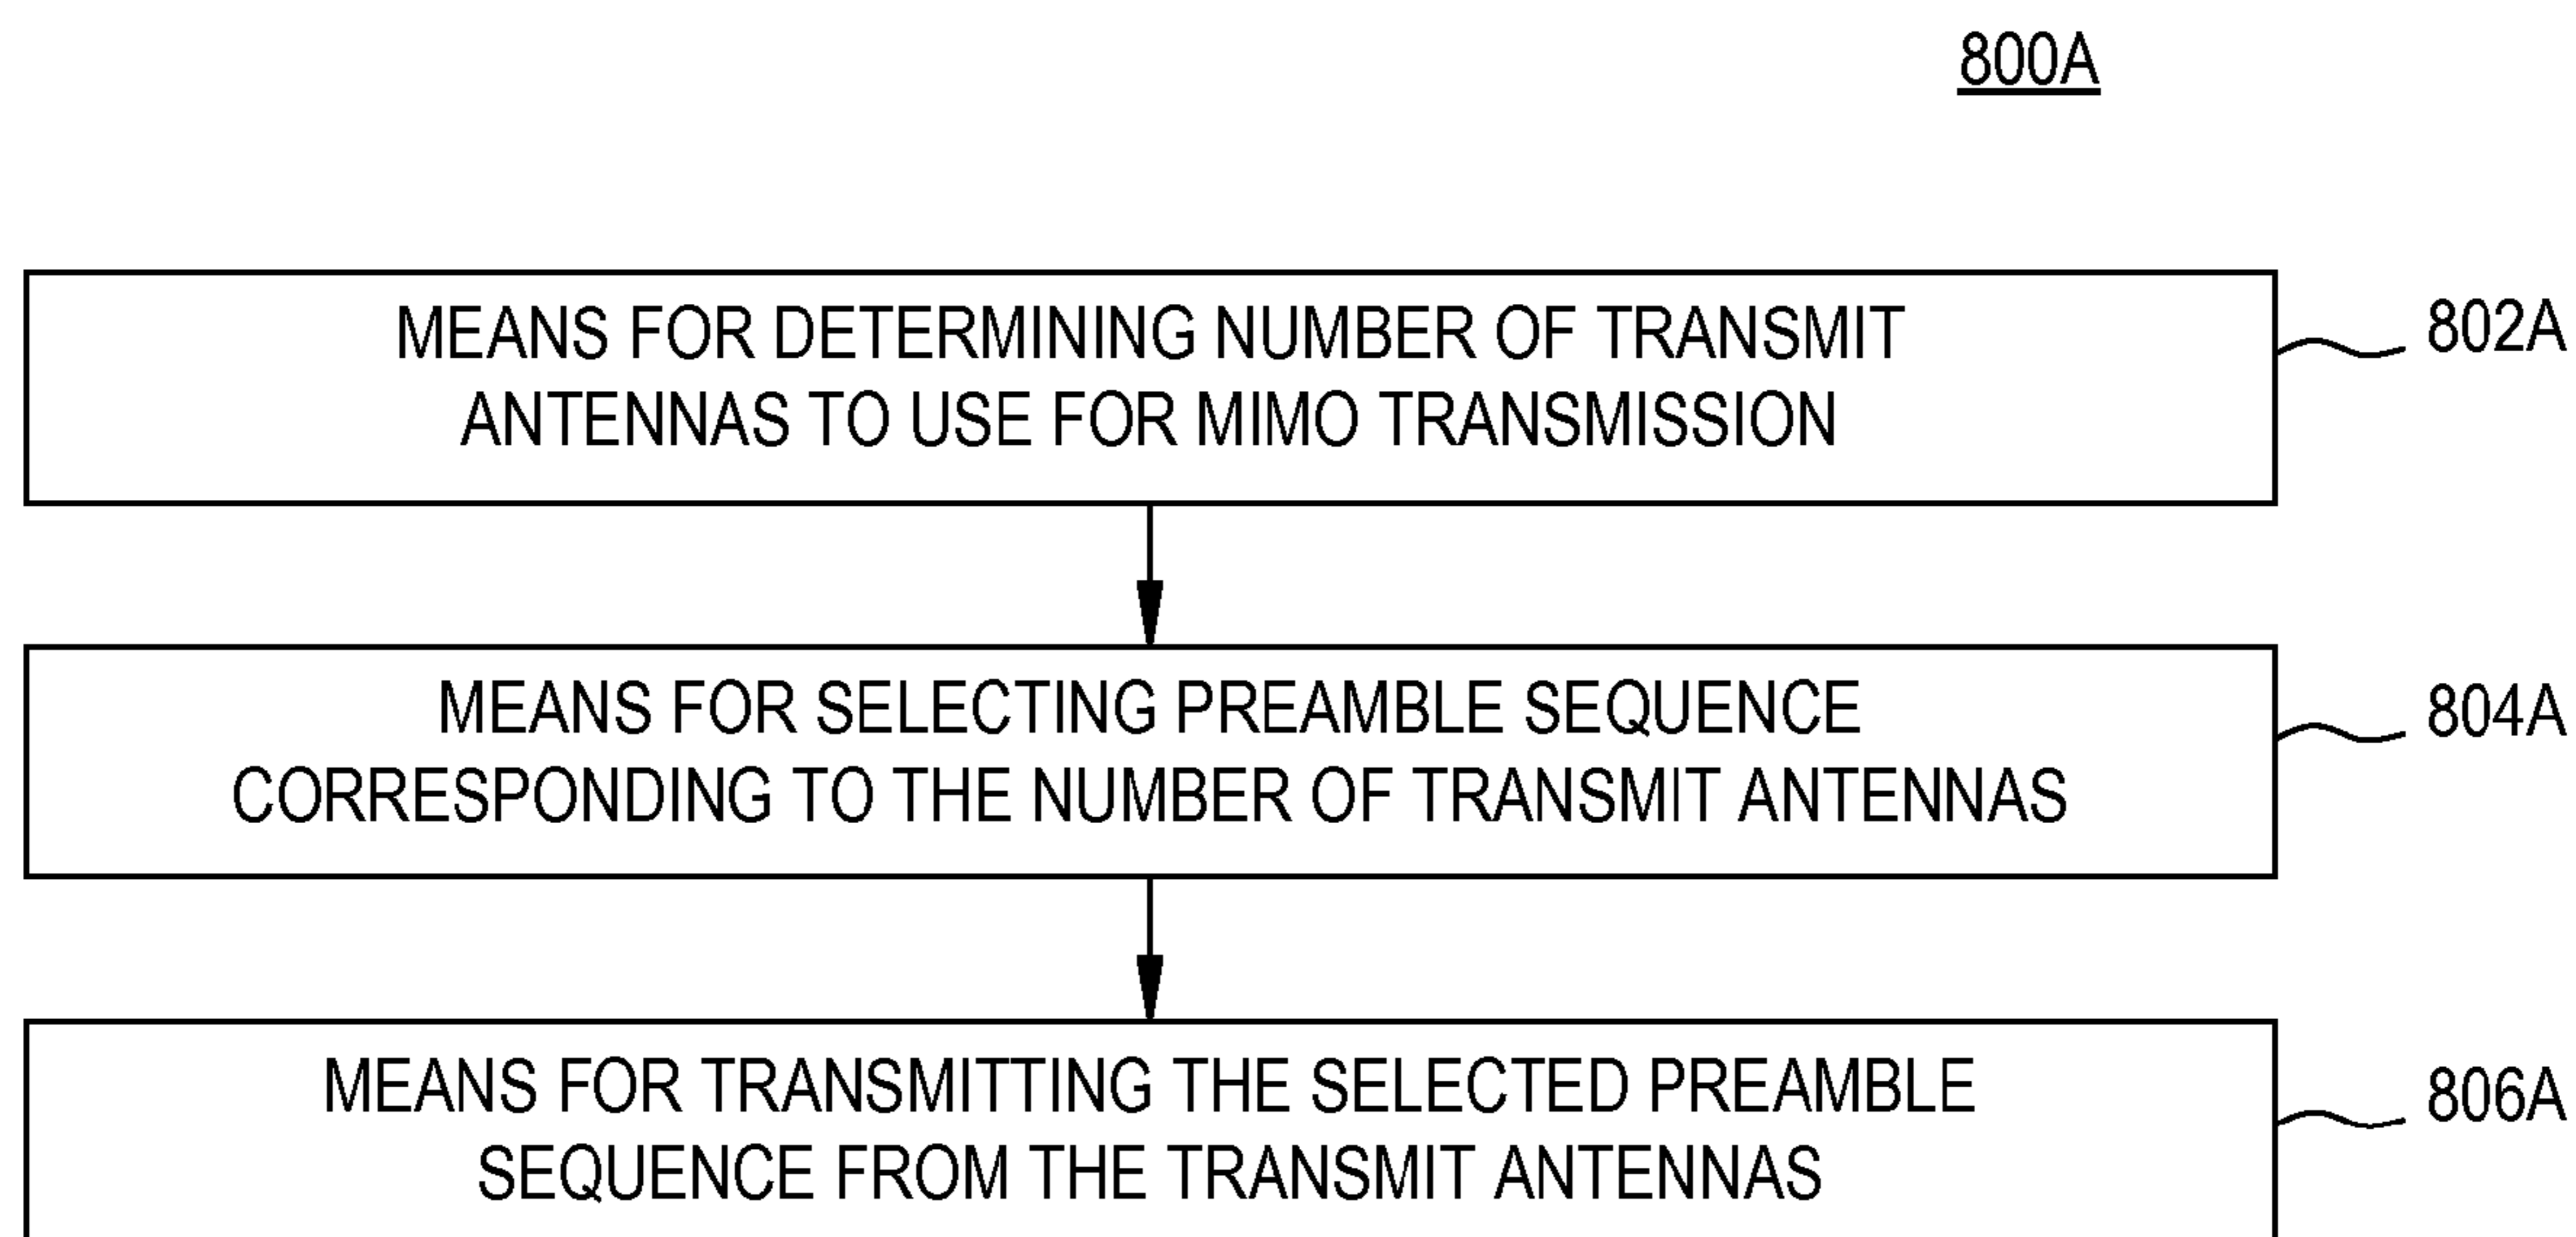 800A
MEANS FOR DETERMINING NUMBER OF TRANSMIT
ANTENNAS TO USE FOR MIMO TRANSMISSION
802A
MEANS FOR SELECTING PREAMBLE SEQUENCE
CORRESPONDING TO THE NUMBER OF TRANSMIT ANTENNAS
804A
MEANS FOR TRANSMITTING THE SELECTED PREAMBLE
SEQUENCE FROM THE TRANSMIT ANTENNAS
806A